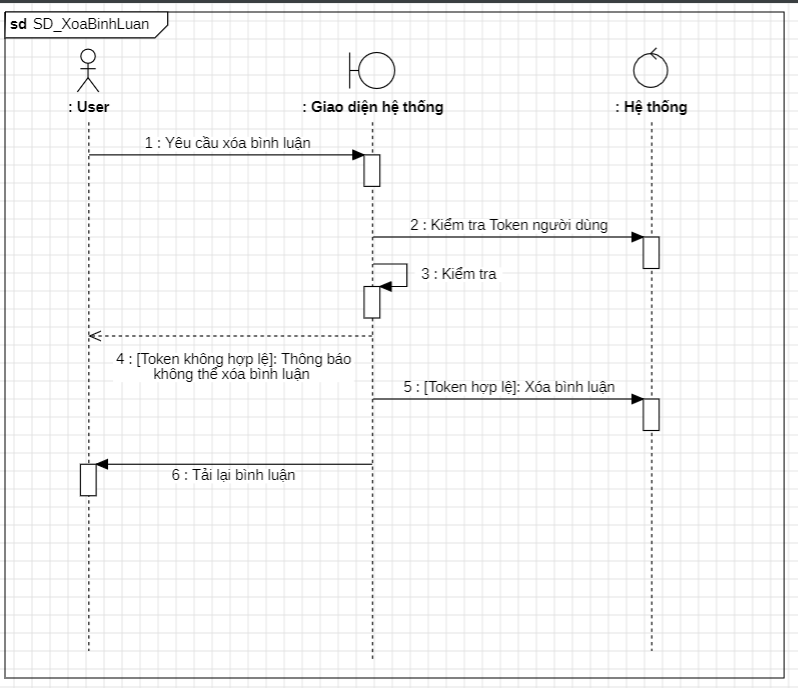 sd SD_XoaBinhLuan
: User
: Giao diện hệ thống
: Hệ thống
1 : Yêu cầu xóa bình luận
2 : Kiểm tra Token người dùng
3 : Kiểm tra
4 : [Token không hợp lệ]: Thông báo
không thể xóa bình luận
5 : [Token hợp lệ]: Xóa bình luận
6 : Tải lại bình luận